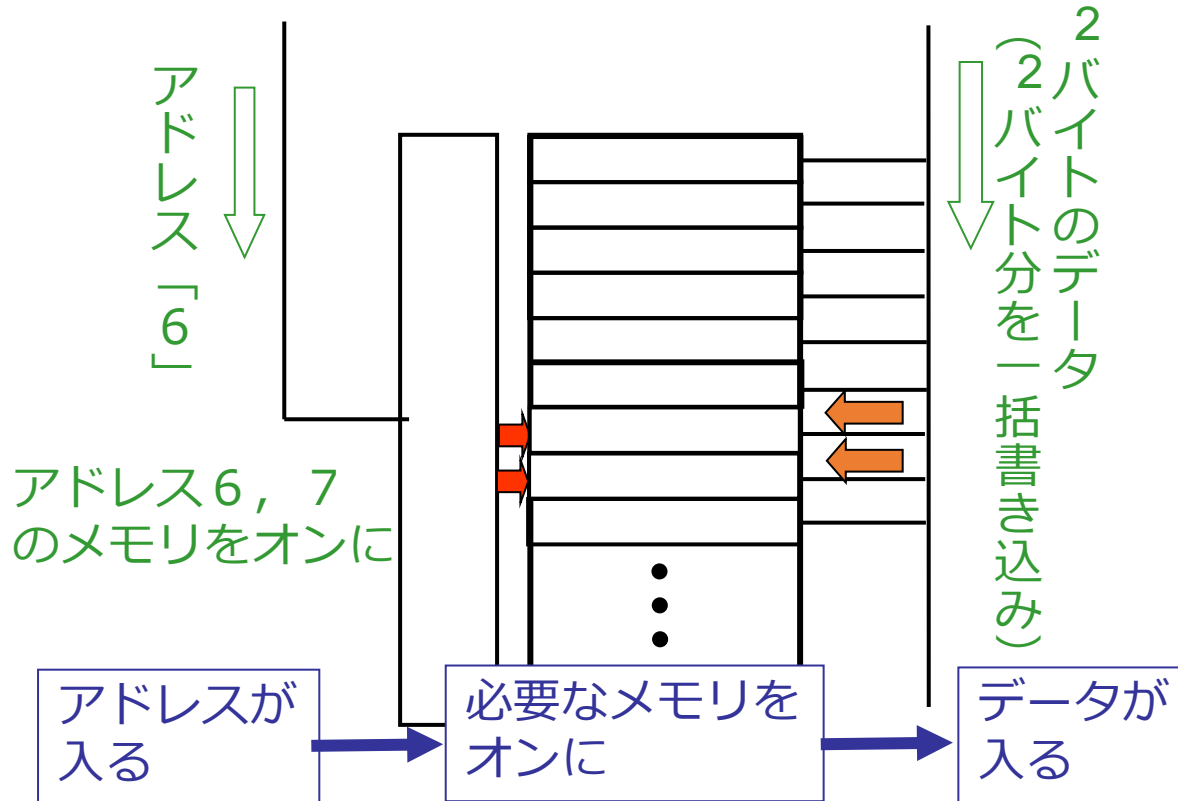 アドレス「6」
2バイトのデータ
(2バイト分を一括書き込み)
アドレス6，7
のメモリをオンに
アドレスが
入る
必要なメモリを
オンに
データが
入る